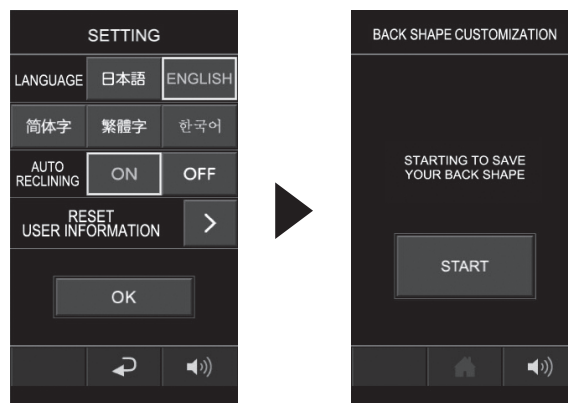 SETTING
LANGUAGE 日本語 ENGLISH
简体字 繁體字 한국어
AUTO
RECLINING ON OFF
RESET
USER INFORMATION >
OK
BACK SHAPE CUSTOMIZATION
STARTING TO SAVE
YOUR BACK SHAPE
START